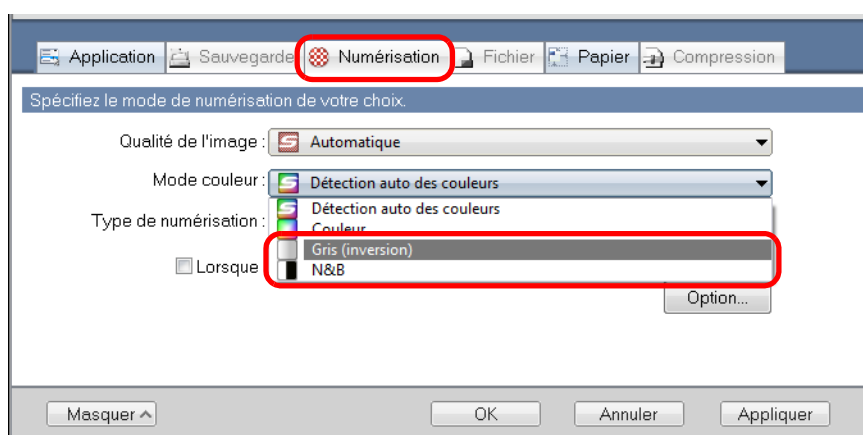 Application Sauvegarde Numérisation Fichier Papier Compression
Spécifiez le mode de numérisation de votre choix.
Qualité de l'image : Automatique
Mode couleur : Détection auto des couleurs
Détection auto des couleurs
Type de numérisation :
Couleur
Gris (inversion)
Lorsque
N&B
Option...
Masquer
OK
Annuler
Appliquer